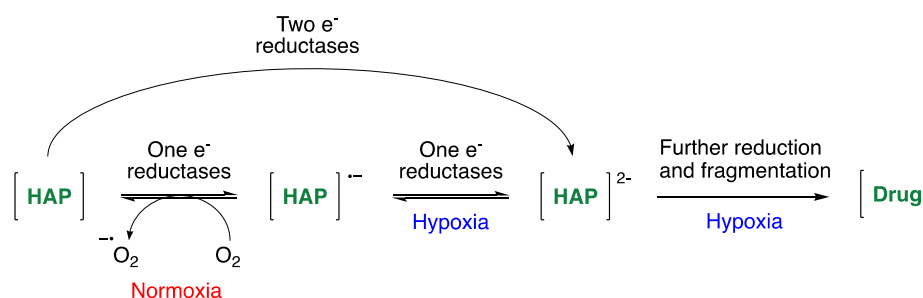 Two e⁻
reductases
One e⁻
reductases
One e⁻
reductases
Further reduction
and fragmentation
[HAP]
[HAP]•−
[HAP]2-
[Drug
Hypoxia
Hypoxia
−•
O₂
O₂
Normoxia